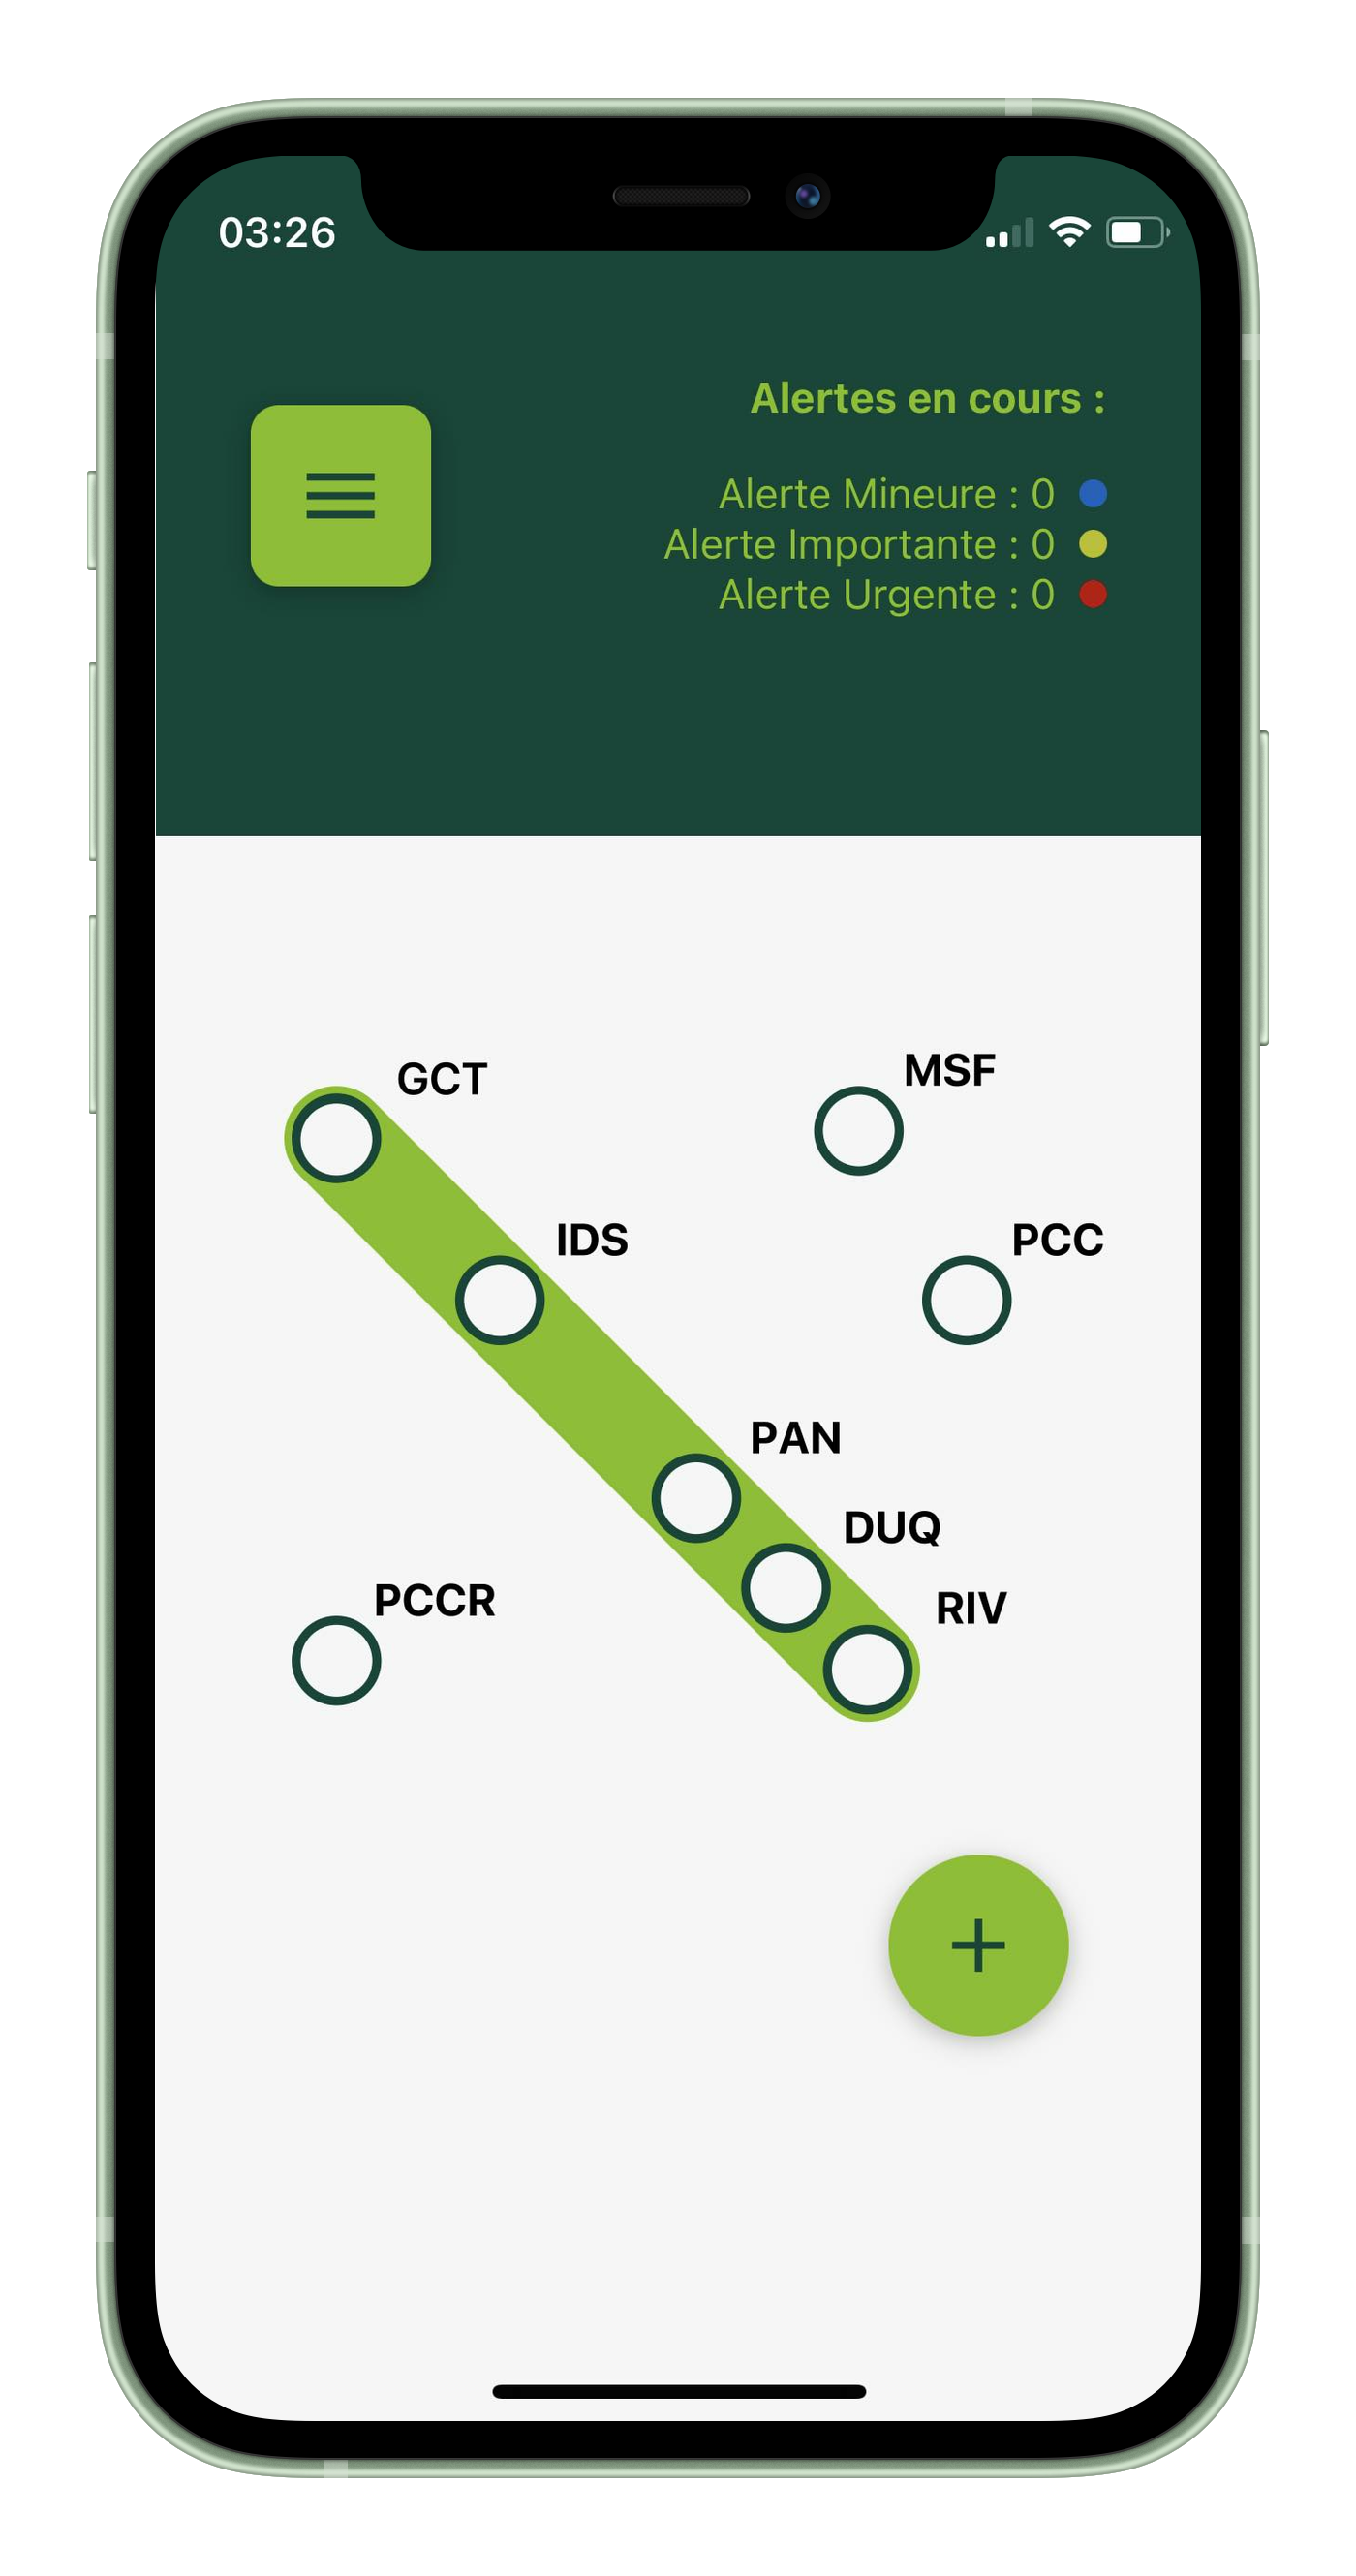 03:26
Alertes en cours :
Alerte Mineure : 0
Alerte Importante : 0
Alerte Urgente : 0
GCT
MSF
IDS
PCC
PAN
DUQ
PCCR
RIV